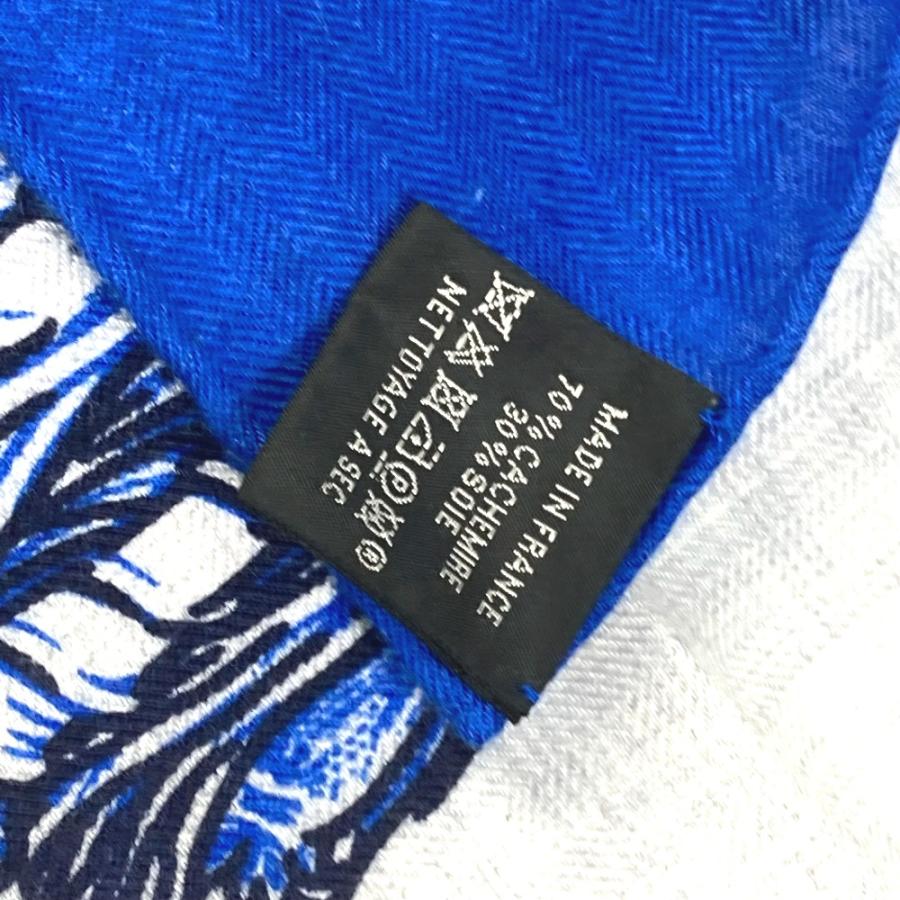 MADE IN FRANCE
70% CACHEMIRE
30% SOIE
NETTOYAGE A SEC